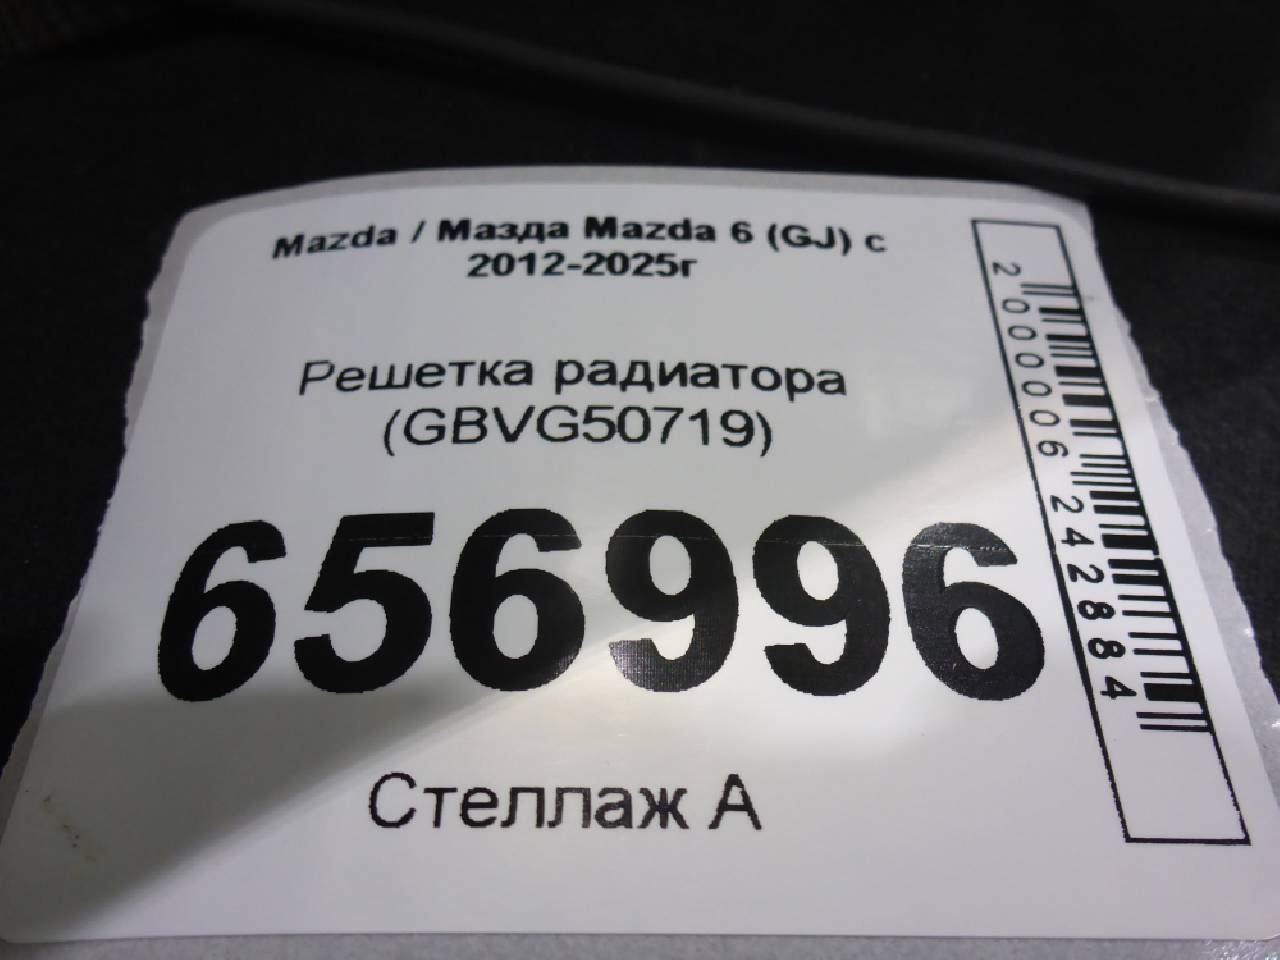 Mazda / Мазда Mazda 6 (GJ) с
2012-2025г
Решетка радиатора
(GBVG50719)
656996
Стеллаж А
2000006242884